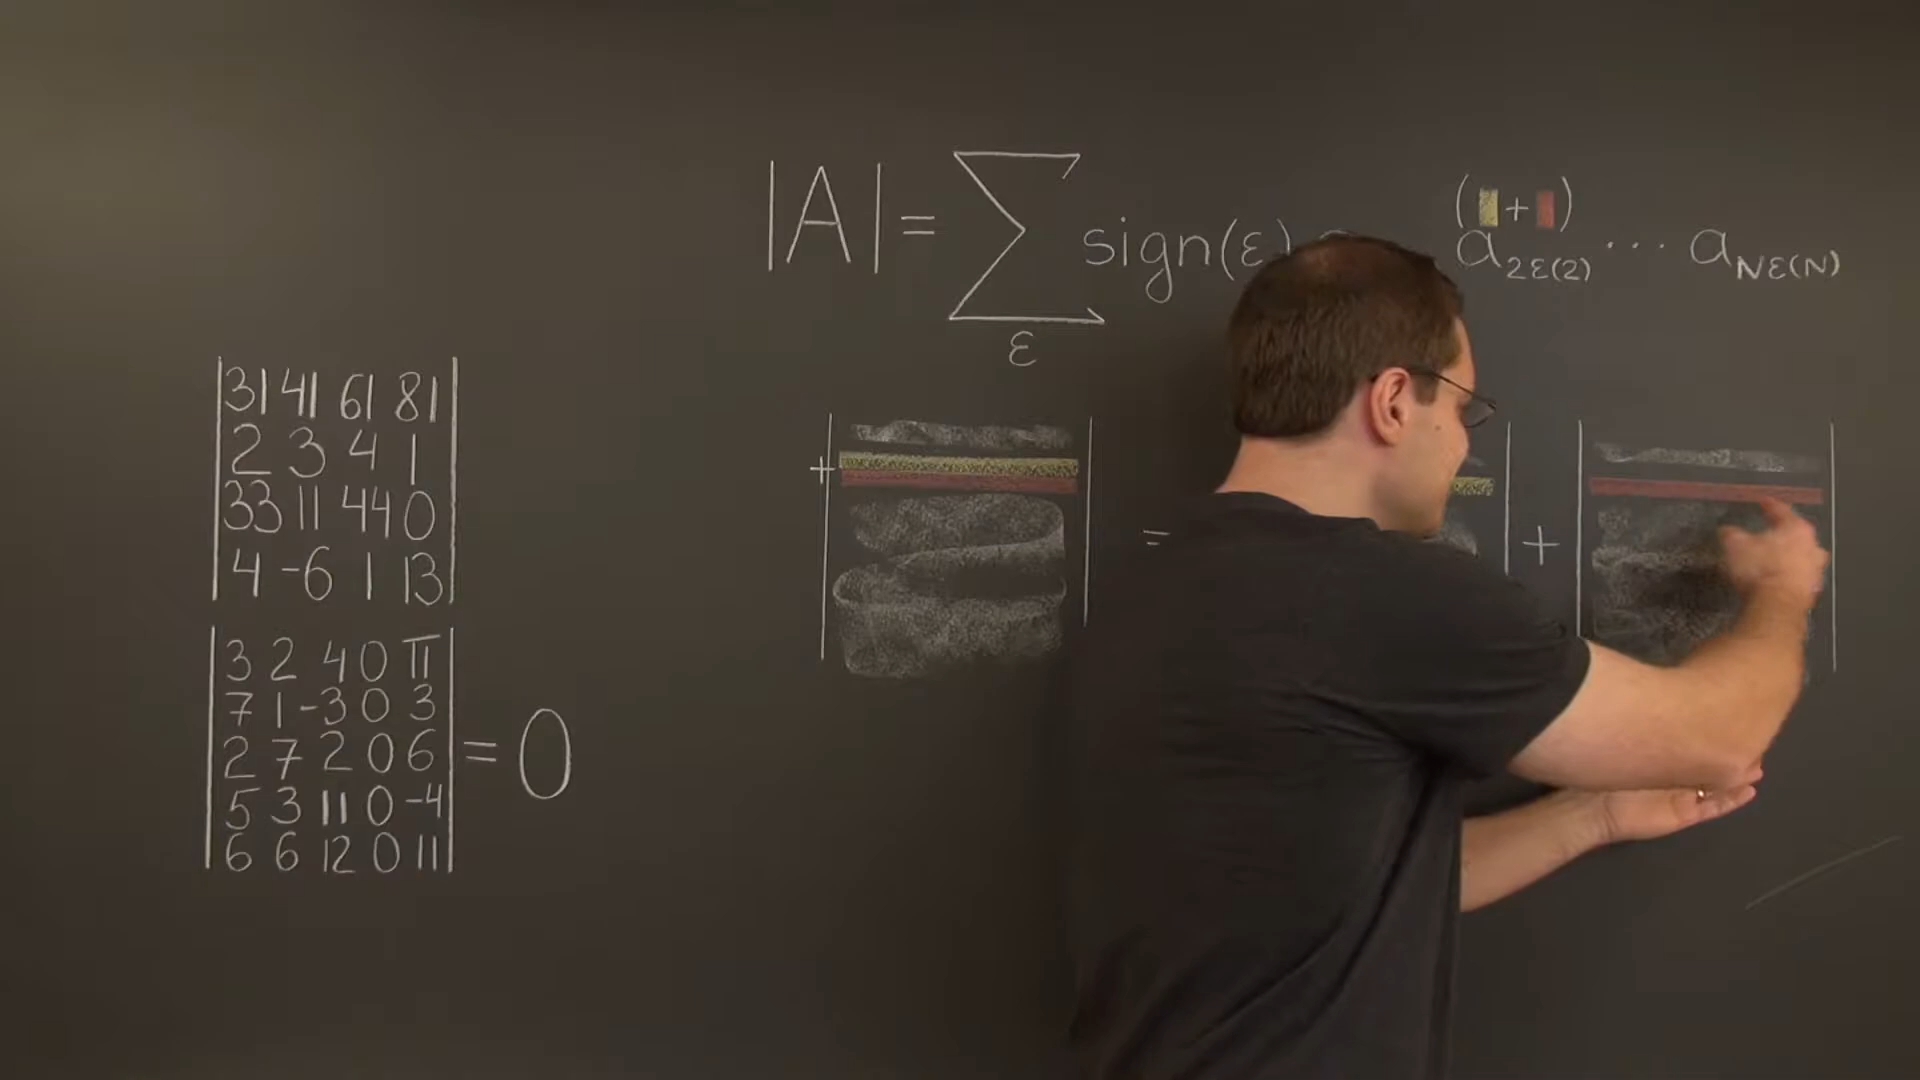 |31 41 61 81|
|2 3 4 1|
|33 11 44 0|
|4 -6 1 13|
|3 2 4 0 π|
|7 1 -3 0 3|
|2 7 2 0 6| = 0
|5 3 11 0 -4|
|6 6 12 0 11|
( + )
|A| = Σ sign(ε) a2ε(2) ··· aNε(N)
ε
+ | | = | + | |